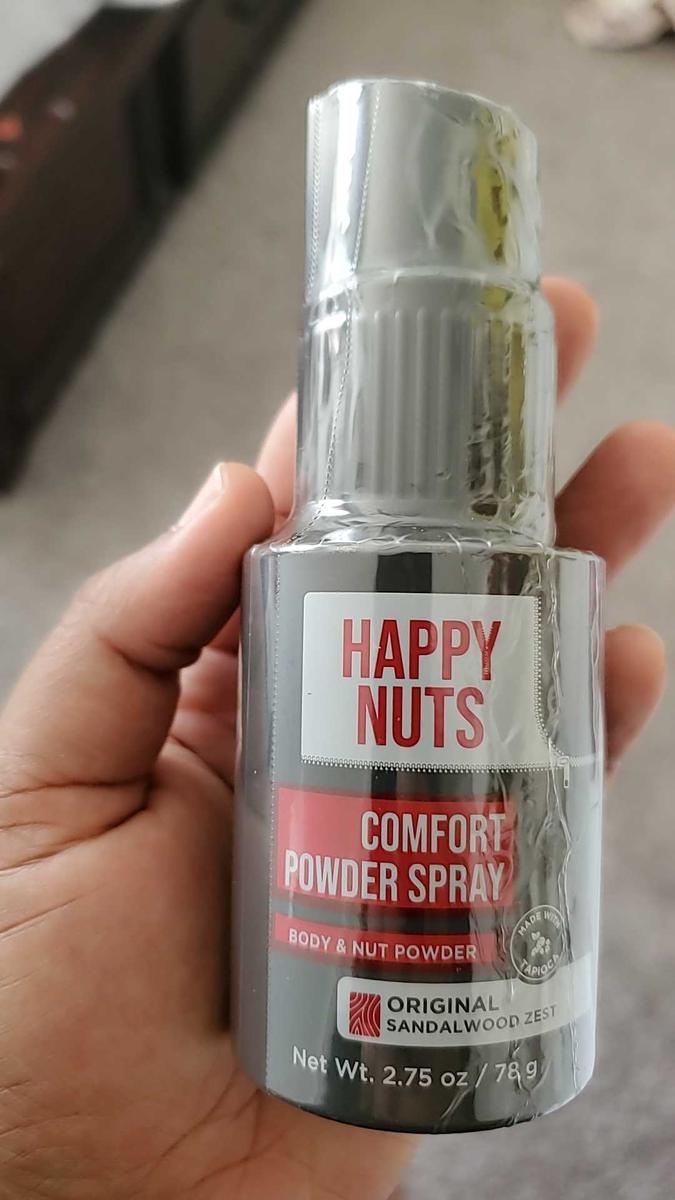 HAPPY
NUTS
COMFORT
POWDER SPRAY
BODY & NUT POWDER
MADE WITH
TAPIOCA
ORIGINAL
SANDALWOOD ZEST
Net Wt. 2.75 oz / 78 g